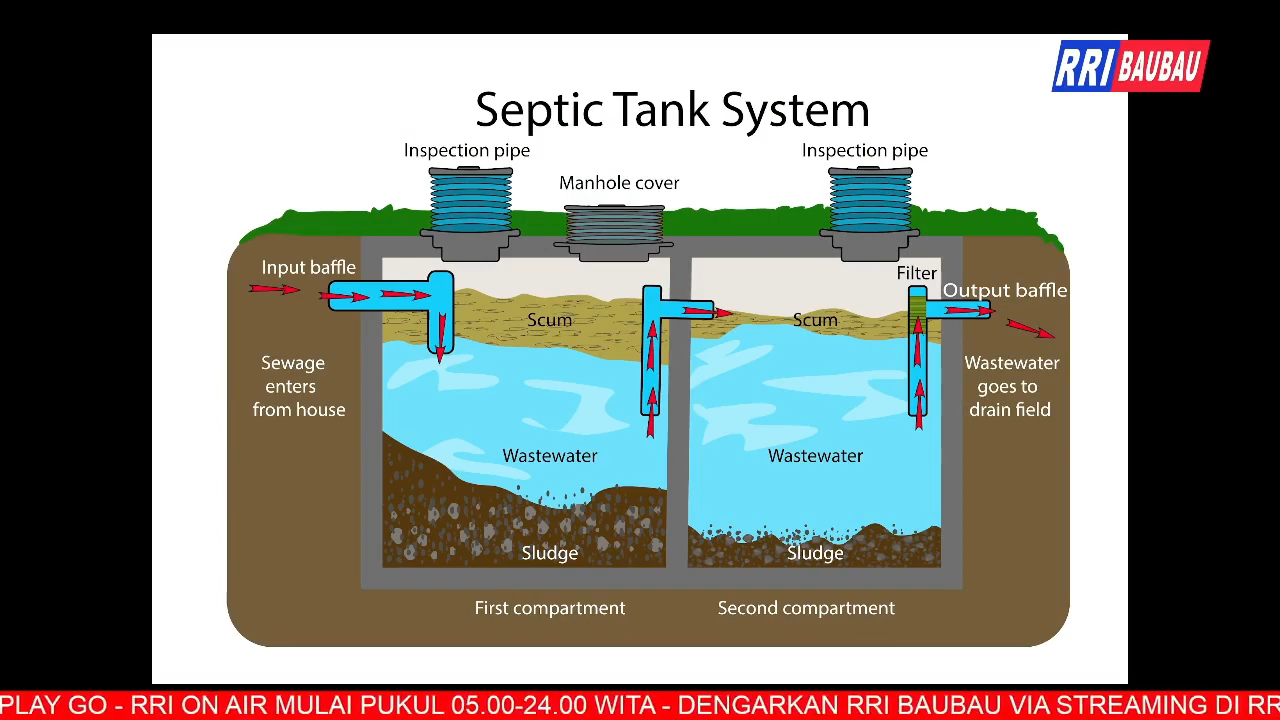 RRI BAUBAU
Septic Tank System
Inspection pipe
Inspection pipe
Manhole cover
Input baffle
Filter
Output baffle
Scum
Scum
Sewage
enters
from house
Wastewater
goes to
drain field
Wastewater
Wastewater
Sludge
Sludge
First compartment
Second compartment
PLAY GO - RRI ON AIR MULAI PUKUL 05.00-24.00 WITA - DENGARKAN RRI BAUBAU VIA STREAMING DI RR